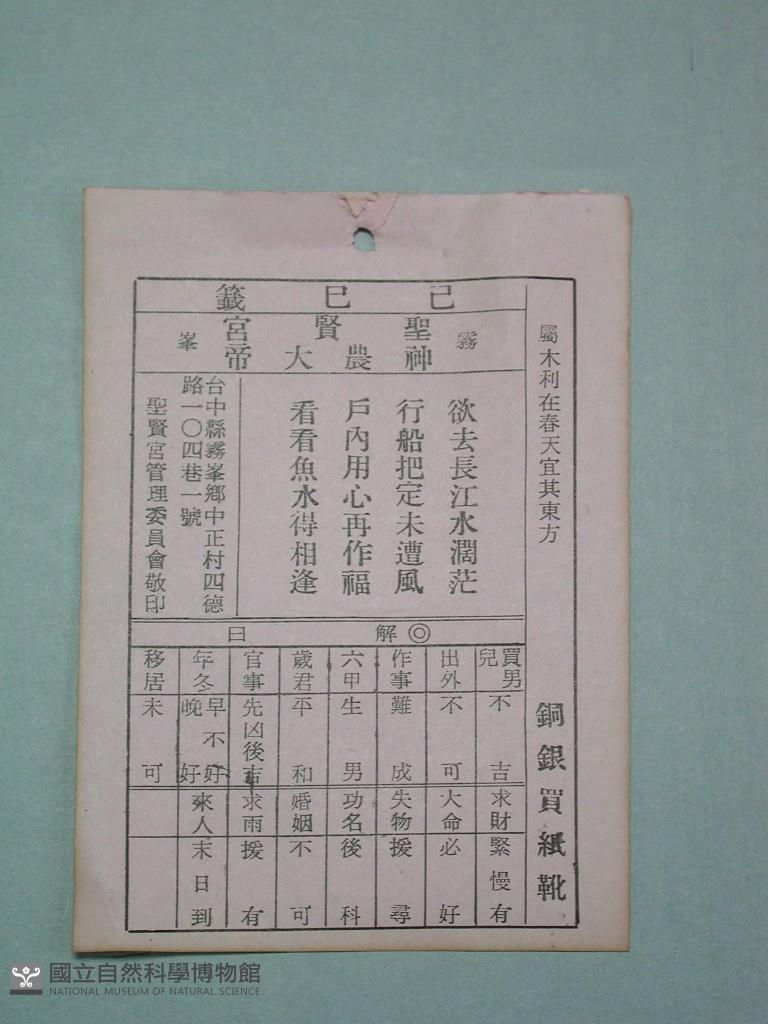 己巳籤
霧峯
聖賢宮
神農大帝
屬木利在春天宜其東方
銅銀買紙靴
欲去長江水濶茫
行船把定未遭風
戶內用心再作福
看看魚水得相逢
台中縣霧峯鄉中正村四德
路一〇四巷一號
聖賢宮管理委員會敬印
◎解曰
買男兒 不吉
出外 不可
作事 難成
六甲 生男
歲君 平和
官事 先凶後吉
年冬 早不好 晚好
移居 未可
求財 緊慢有
大命 必好
失物 援尋
功名 後科
婚姻 不可
求雨 援有
來人 末日到
國立自然科學博物館
NATIONAL MUSEUM OF NATURAL SCIENCE